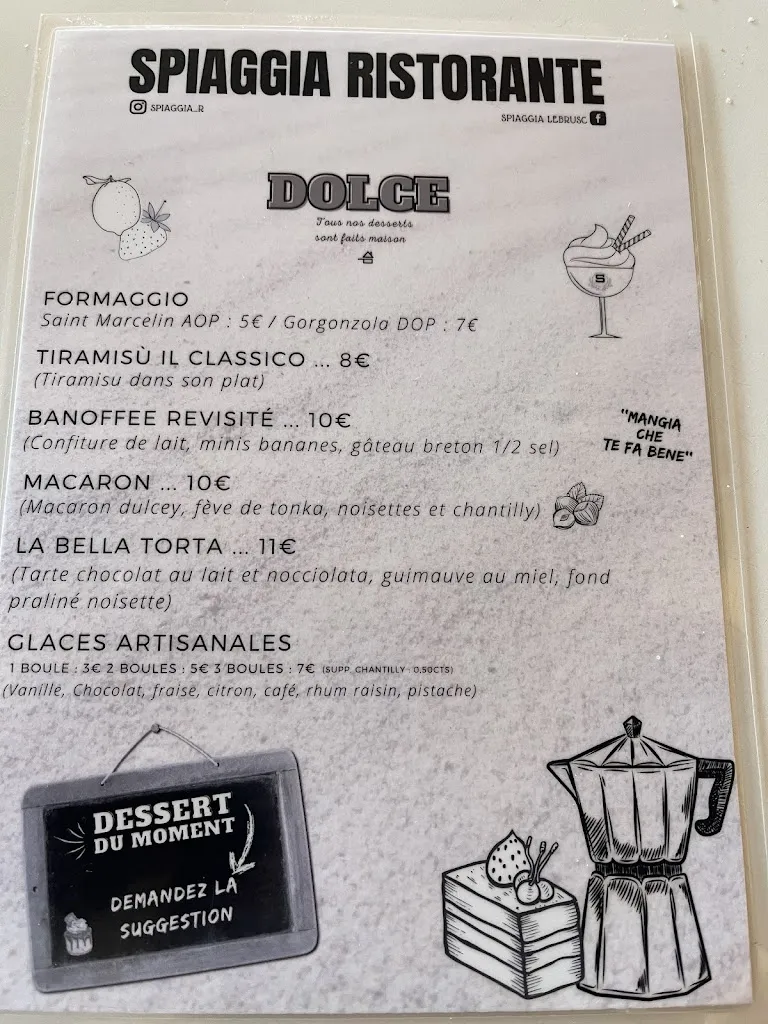 SPIAGGIA RISTORANTE
SPIAGGIA_R
SPIAGGIA LEBRUSC
DOLCE
Tous nos desserts
sont faits maison
FORMAGGIO
Saint Marcelin AOP : 5€ / Gorgonzola DOP : 7€
TIRAMISÙ IL CLASSICO ... 8€
(Tiramisu dans son plat)
BANOFFEE REVISITÉ ... 10€
(Confiture de lait, minis bananes, gâteau breton 1/2 sel)
"MANGIA
CHE
TE FA BENE"
MACARON ... 10€
(Macaron dulcey, fève de tonka, noisettes et chantilly)
LA BELLA TORTA ... 11€
(Tarte chocolat au lait et nocciolata, guimauve au miel, fond
praliné noisette)
GLACES ARTISANALES
1 BOULE : 3€ 2 BOULES : 5€ 3 BOULES : 7€ (SUPP. CHANTILLY : 0,50CTS)
(Vanille, Chocolat, fraise, citron, café, rhum raisin, pistache)
DESSERT
DU MOMENT
DEMANDEZ LA
SUGGESTION